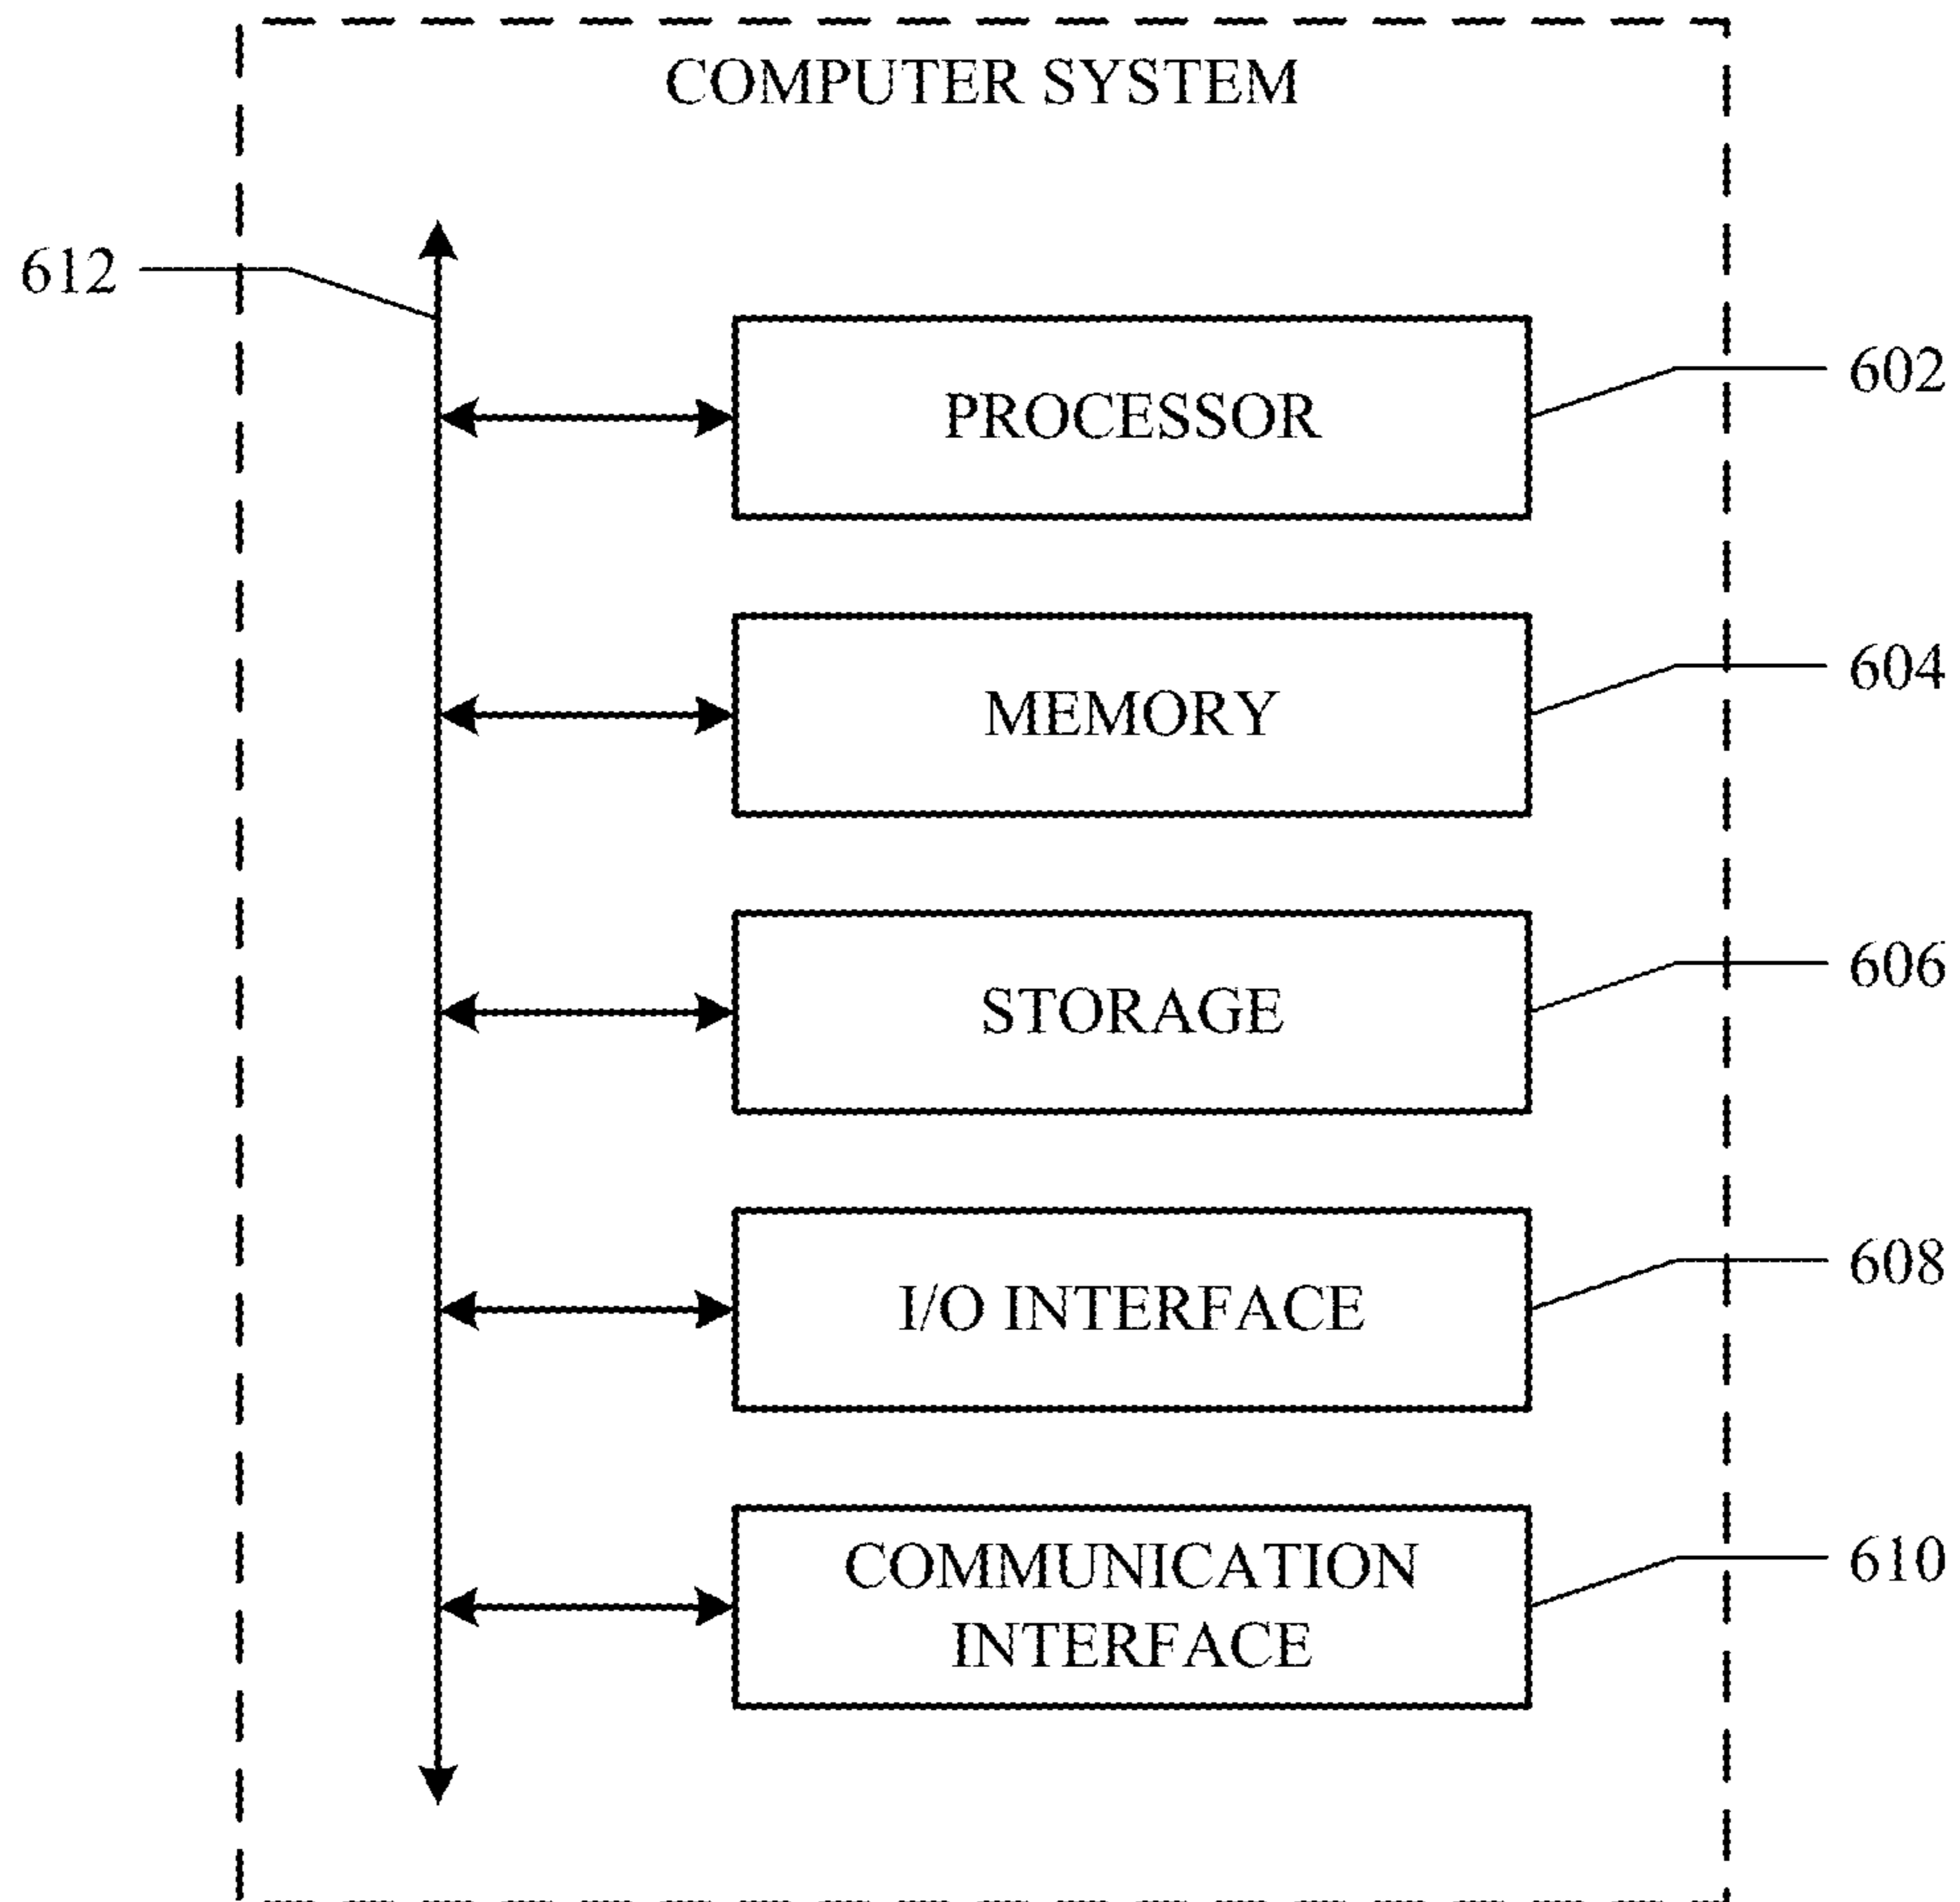 COMPUTER SYSTEM
612
PROCESSOR
602
MEMORY
604
STORAGE
606
I/O INTERFACE
608
COMMUNICATION
INTERFACE
610